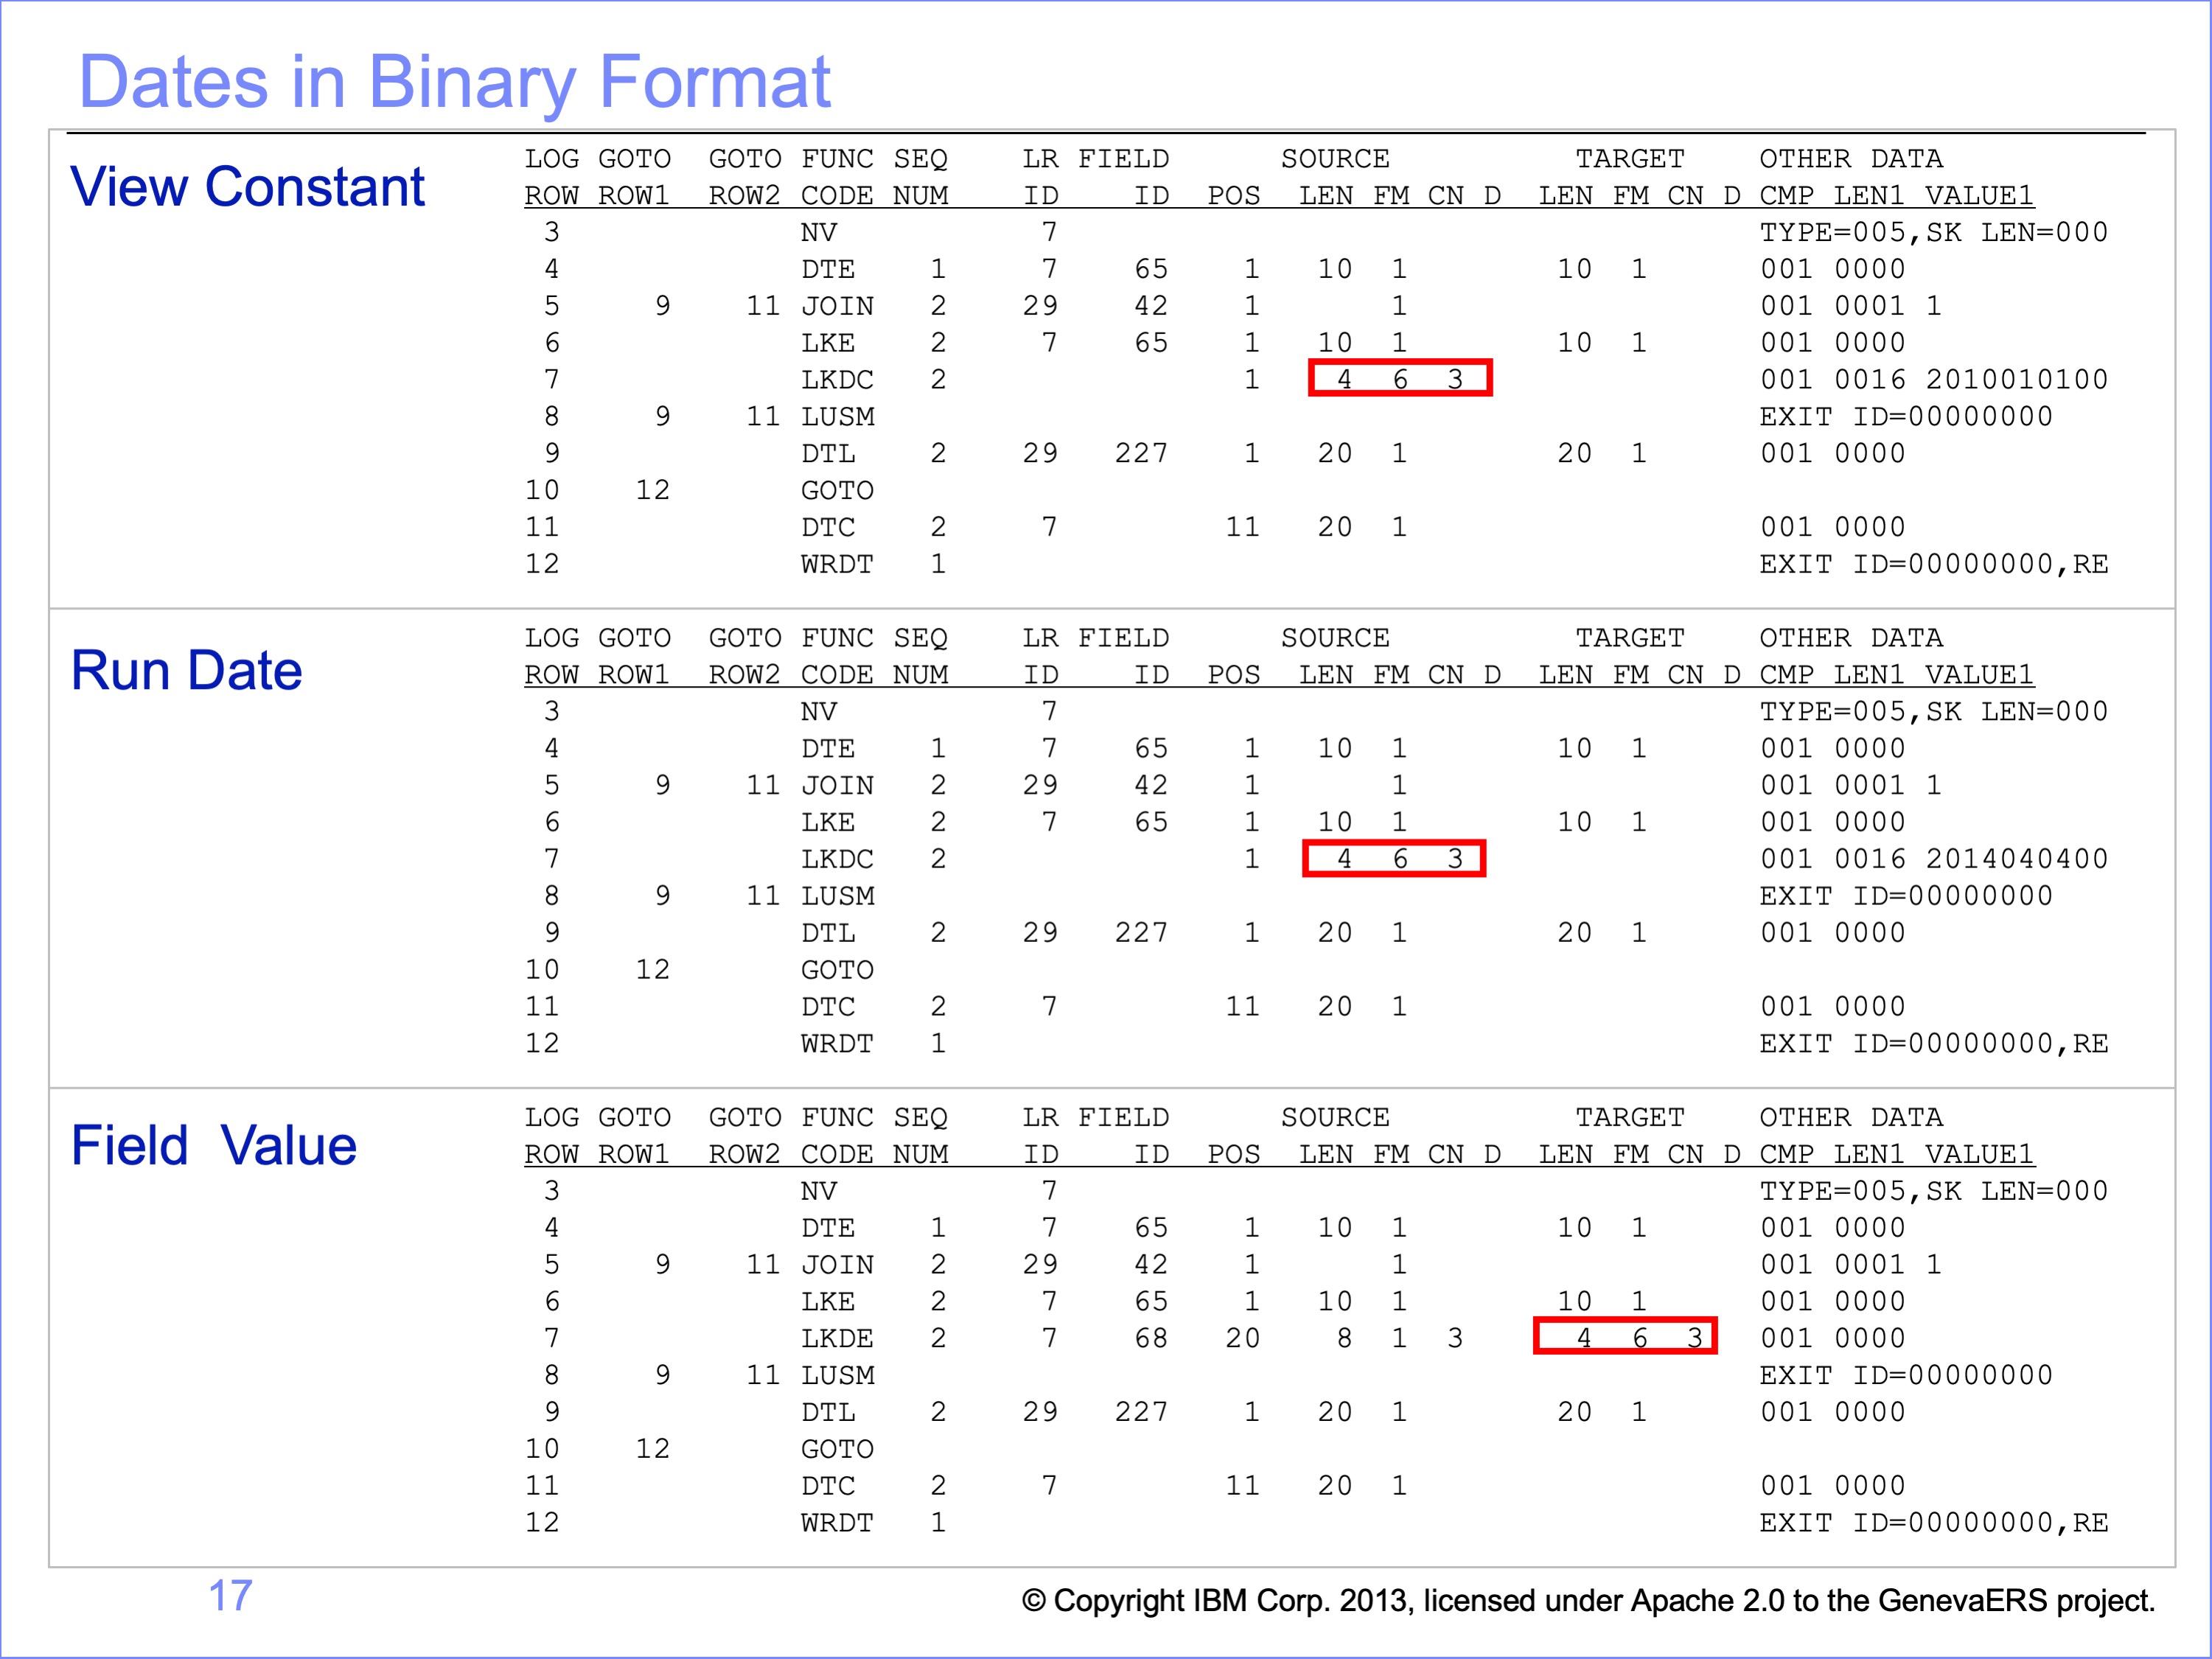 Dates in Binary Format
View Constant
LOG GOTO  GOTO FUNC SEQ    LR FIELD      SOURCE          TARGET    OTHER DATA
ROW ROW1  ROW2 CODE NUM    ID    ID  POS  LEN FM CN D  LEN FM CN D CMP LEN1 VALUE1
3 NV 7 TYPE=005,SK LEN=000
4 DTE 1 7 65 1 10 1 10 1 001 0000
5 9 11 JOIN 2 29 42 1 1 001 0001 1
6 LKE 2 7 65 1 10 1 10 1 001 0000
7 LKDC 2 1 4 6 3 001 0016 2010010100
8 9 11 LUSM EXIT ID=00000000
9 DTL 2 29 227 1 20 1 20 1 001 0000
10 12 GOTO
11 DTC 2 7 11 20 1 001 0000
12 WRDT 1 EXIT ID=00000000,RE
Run Date
LOG GOTO  GOTO FUNC SEQ    LR FIELD      SOURCE          TARGET    OTHER DATA
ROW ROW1  ROW2 CODE NUM    ID    ID  POS  LEN FM CN D  LEN FM CN D CMP LEN1 VALUE1
3 NV 7 TYPE=005,SK LEN=000
4 DTE 1 7 65 1 10 1 10 1 001 0000
5 9 11 JOIN 2 29 42 1 1 001 0001 1
6 LKE 2 7 65 1 10 1 10 1 001 0000
7 LKDC 2 1 4 6 3 001 0016 2014040400
8 9 11 LUSM EXIT ID=00000000
9 DTL 2 29 227 1 20 1 20 1 001 0000
10 12 GOTO
11 DTC 2 7 11 20 1 001 0000
12 WRDT 1 EXIT ID=00000000,RE
Field Value
LOG GOTO  GOTO FUNC SEQ    LR FIELD      SOURCE          TARGET    OTHER DATA
ROW ROW1  ROW2 CODE NUM    ID    ID  POS  LEN FM CN D  LEN FM CN D CMP LEN1 VALUE1
3 NV 7 TYPE=005,SK LEN=000
4 DTE 1 7 65 1 10 1 10 1 001 0000
5 9 11 JOIN 2 29 42 1 1 001 0001 1
6 LKE 2 7 65 1 10 1 10 1 001 0000
7 LKDE 2 7 68 20 8 1 3 4 6 3 001 0000
8 9 11 LUSM EXIT ID=00000000
9 DTL 2 29 227 1 20 1 20 1 001 0000
10 12 GOTO
11 DTC 2 7 11 20 1 001 0000
12 WRDT 1 EXIT ID=00000000,RE
17
© Copyright IBM Corp. 2013, licensed under Apache 2.0 to the GenevaERS project.